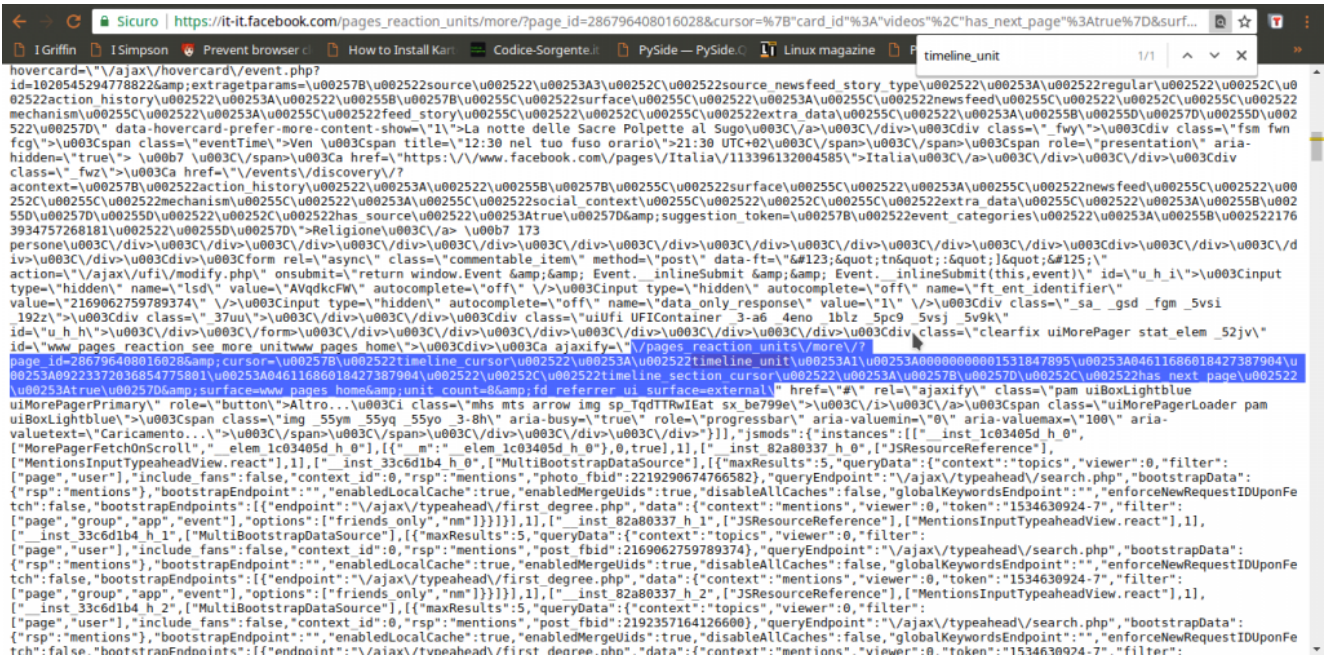 Sicuro | https://it-it.facebook.com/pages_reaction_units/more/?page_id=286796408016028&cursor=%7B"card_id"%3A"videos"%2C"has_next_page"%3Atrue%7D&surf...
I Griffin I Simpson Prevent browser c How to Install Kart Codice-Sorgente.it PySide — PySide.Q Linux magazine P »
timeline_unit 1/1
hovercard=\"\/ajax\/hovercard\/event.php?
id=1020545294778822&amp;extragetparams=\u00257B\u002522source\u002522\u00253A3\u00252C\u002522source_newsfeed_story_type\u002522\u00253A\u002522regular\u002522\u00252C\u0
02522action_history\u002522\u00253A\u002522\u00255B\u00257B\u00255C\u002522surface\u00255C\u002522\u00253A\u00255C\u002522newsfeed\u00255C\u002522\u00252C\u00255C\u002522
mechanism\u00255C\u002522\u00253A\u00255C\u002522feed_story\u00255C\u002522\u00252C\u00255C\u002522extra_data\u00255C\u002522\u00253A\u00255B\u00255D\u00257D\u00255D\u002
522\u00257D\" data-hovercard-prefer-more-content-show=\"1\">La notte delle Sacre Polpette al Sugo\u003C\/a>\u003C\/div>\u003Cdiv class=\"_fwy\">\u003Cdiv class=\"fsm fwn
fcg\">\u003Cspan class=\"eventTime\">Ven \u003Cspan title=\"12:30 nel tuo fuso orario\">21:30 UTC+02\u003C\/span>\u003C\/span>\u003Cspan role=\"presentation\" aria-
hidden=\"true\"> \u00b7 \u003C\/span>\u003Ca href=\"https:\/\/www.facebook.com\/pages\/Italia\/113396132004585\">Italia\u003C\/a>\u003C\/div>\u003C\/div>\u003Cdiv
class=\"_fwz\">\u003Ca href=\"\/events\/discovery\/?
acontext=\u00257B\u002522action_history\u002522\u00253A\u002522\u00255B\u00257B\u00255C\u002522surface\u00255C\u002522\u00253A\u00255C\u002522newsfeed\u00255C\u002522\u00
252C\u00255C\u002522mechanism\u00255C\u002522\u00253A\u00255C\u002522social_context\u00255C\u002522\u00252C\u00255C\u002522extra_data\u00255C\u002522\u00253A\u00255B\u002
55D\u00257D\u00255D\u002522\u00252C\u002522has_source\u002522\u00253Atrue\u00257D&amp;suggestion_token=\u00257B\u002522event_categories\u002522\u00253A\u00255B\u002522176
3934757268181\u002522\u00255D\u00257D\">Religione\u003C\/a> \u00b7 173
persone\u003C\/div>\u003C\/div>\u003C\/div>\u003C\/div>\u003C\/div>\u003C\/div>\u003C\/div>\u003C\/div>\u003C\/div>\u003C\/div>\u003Cdiv>\u003C\/div>\u003C\/d
iv>\u003C\/div>\u003Cdiv>\u003Cform rel=\"async\" class=\"commentable_item\" method=\"post\" data-ft=\"&#123;&quot;tn&quot;:&quot;]&quot;&#125;\"
action=\"\/ajax\/ufi\/modify.php\" onsubmit=\"return window.Event &amp;&amp; Event.__inlineSubmit &amp;&amp; Event.__inlineSubmit(this,event)\" id=\"u_h_i\">\u003Cinput
type=\"hidden\" name=\"lsd\" value=\"AVqdkcFW\" autocomplete=\"off\" \/>\u003Cinput type=\"hidden\" autocomplete=\"off\" name=\"ft_ent_identifier\"
value=\"2169062759789374\" \/>\u003Cinput type=\"hidden\" autocomplete=\"off\" name=\"data_only_response\" value=\"1\" \/>\u003Cdiv class=\"_sa_ _gsd _fgm _5vsi
_192z\">\u003Cdiv class=\"_37uu\">\u003C\/div>\u003C\/div>\u003Cdiv class=\"uiUfi UFIContainer _3-a6 _4eno _1blz _5pc9 _5vsj _5v9k\"
id=\"u_h_h\">\u003C\/div>\u003C\/form>\u003C\/div>\u003C\/div>\u003C\/div>\u003C\/div>\u003C\/div>\u003C\/div>\u003Cdiv class=\"clearfix uiMorePager stat_elem _52jv\"
id=\"www_pages_reaction_see_more_unitwww_pages_home\">\u003Cdiv>\u003Ca ajaxify=\"\/pages_reaction_units\/more\/?
page_id=286796408016028&amp;cursor=\u00257B\u002522timeline_cursor\u002522\u00253A\u002522timeline_unit\u00253A1\u00253A00000000001531847895\u00253A04611686018427387904\u
00253A09223372036854775801\u00253A04611686018427387904\u002522\u00252C\u002522timeline_section_cursor\u002522\u00253A\u00257B\u00257D\u00252C\u002522has_next_page\u002522
\u00253Atrue\u00257D&amp;surface=www_pages_home&amp;unit_count=8&amp;fd_referrer_ui_surface=external\" href=\"#\" rel=\"ajaxify\" class=\"pam uiBoxLightblue
uiMorePagerPrimary\" role=\"button\">Altro...\u003Ci class=\"mhs mts arrow img sp_TqdTTRwIEat sx_be799e\">\u003C\/i>\u003C\/a>\u003Cspan class=\"uiMorePagerLoader pam
uiBoxLightblue\">\u003Cspan class=\"img _55ym _55yq _55yo _3-8h\" aria-busy=\"true\" role=\"progressbar\" aria-valuemin=\"0\" aria-valuemax=\"100\" aria-
valuetext=\"Caricamento...\">\u003C\/span>\u003C\/span>\u003C\/div>\u003C\/div>"}]],"jsmods":{"instances":[["__inst_1c03405d_h_0",
["MorePagerFetchOnScroll","__elem_1c03405d_h_0"],[{"__m":"__elem_1c03405d_h_0"},0,true],1],["__inst_82a80337_h_0",["JSResourceReference"],
["MentionsInputTypeaheadView.react"],1],["__inst_33c6d1b4_h_0",["MultiBootstrapDataSource"],[{"maxResults":5,"queryData":{"context":"topics","viewer":0,"filter":
["page","user"],"include_fans":false,"context_id":0,"rsp":"mentions","photo_fbid":2219290674766582},"queryEndpoint":"\/ajax\/typeahead\/search.php","bootstrapData":
{"rsp":"mentions"},"bootstrapEndpoint":"","enabledLocalCache":true,"enabledMergeUids":true,"disableAllCaches":false,"globalKeywordsEndpoint":"","enforceNewRequestIDUponFe
tch":false,"bootstrapEndpoints":[{"endpoint":"\/ajax\/typeahead\/first_degree.php","data":{"context":"mentions","viewer":0,"token":"1534630924-7","filter":
["page","group","app","event"],"options":["friends_only","nm"]}}]}],1],["__inst_82a80337_h_1",["JSResourceReference"],["MentionsInputTypeaheadView.react"],1],
["__inst_33c6d1b4_h_1",["MultiBootstrapDataSource"],[{"maxResults":5,"queryData":{"context":"topics","viewer":0,"filter":
["page","user"],"include_fans":false,"context_id":0,"rsp":"mentions","post_fbid":2169062759789374},"queryEndpoint":"\/ajax\/typeahead\/search.php","bootstrapData":
{"rsp":"mentions"},"bootstrapEndpoint":"","enabledLocalCache":true,"enabledMergeUids":true,"disableAllCaches":false,"globalKeywordsEndpoint":"","enforceNewRequestIDUponFe
tch":false,"bootstrapEndpoints":[{"endpoint":"\/ajax\/typeahead\/first_degree.php","data":{"context":"mentions","viewer":0,"token":"1534630924-7","filter":
["page","group","app","event"],"options":["friends_only","nm"]}}]}],1],["__inst_82a80337_h_2",["JSResourceReference"],["MentionsInputTypeaheadView.react"],1],
["__inst_33c6d1b4_h_2",["MultiBootstrapDataSource"],[{"maxResults":5,"queryData":{"context":"topics","viewer":0,"filter":
["page","user"],"include_fans":false,"context_id":0,"rsp":"mentions","post_fbid":2192357164126600},"queryEndpoint":"\/ajax\/typeahead\/search.php","bootstrapData":
{"rsp":"mentions"},"bootstrapEndpoint":"","enabledLocalCache":true,"enabledMergeUids":true,"disableAllCaches":false,"globalKeywordsEndpoint":"","enforceNewRequestIDUponFe
tch":false,"bootstrapEndpoints":[{"endpoint":"\/ajax\/typeahead\/first_degree.php","data":{"context":"mentions","viewer":0,"token":"1534630924-7","filter":